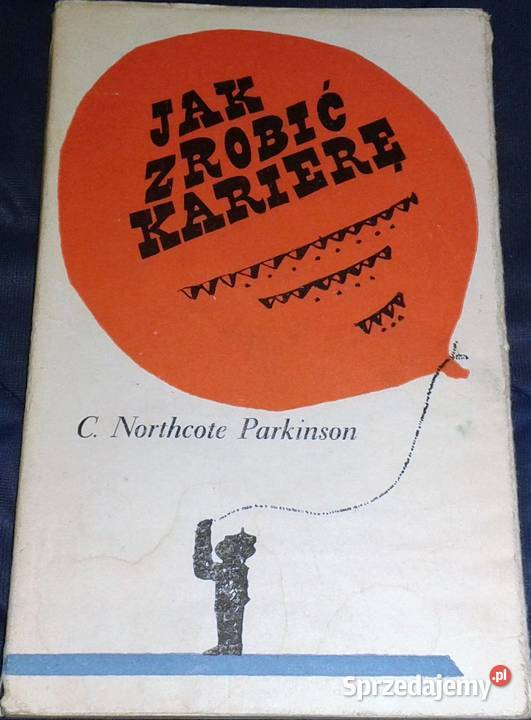 JAK
ZROBIĆ
KARIERĘ
C. Northcote Parkinson
Sprzedajemy.pl